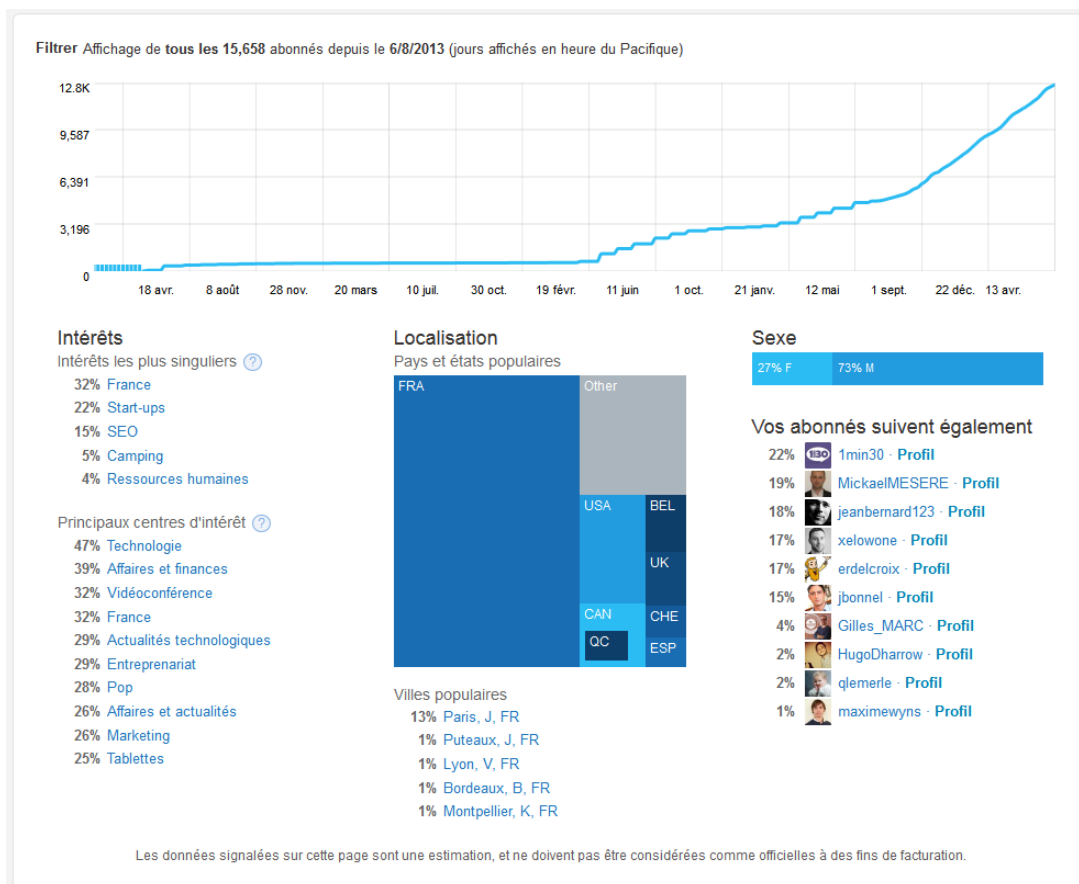 Filtrer Affichage de tous les 15,658 abonnés depuis le 6/8/2013 (jours affichés en heure du Pacifique)
12.8K
9,587
6,391
3,196
0
18 avr. 8 août 28 nov. 20 mars 10 juil. 30 oct. 19 févr. 11 juin 1 oct. 21 janv. 12 mai 1 sept. 22 déc. 13 avr.
Intérêts
Intérêts les plus singuliers ?
32% France
22% Start-ups
15% SEO
5% Camping
4% Ressources humaines
Principaux centres d'intérêt ?
47% Technologie
39% Affaires et finances
32% Vidéoconférence
32% France
29% Actualités technologiques
29% Entreprenariat
28% Pop
26% Affaires et actualités
26% Marketing
25% Tablettes
Localisation
Pays et états populaires
FRA
Other
USA
BEL
UK
CAN
QC
CHE
ESP
Villes populaires
13% Paris, J, FR
1% Puteaux, J, FR
1% Lyon, V, FR
1% Bordeaux, B, FR
1% Montpellier, K, FR
Sexe
27% F 73% M
Vos abonnés suivent également
22% 1:30 1min30 · Profil
19% MickaelMESERE · Profil
18% jeanbernard123 · Profil
17% xelowone · Profil
17% erdelcroix · Profil
15% jbonnel · Profil
4% Gilles_MARC · Profil
2% HugoDharrow · Profil
2% qlemerle · Profil
1% maximewyns · Profil
Les données signalées sur cette page sont une estimation, et ne doivent pas être considérées comme officielles à des fins de facturation.